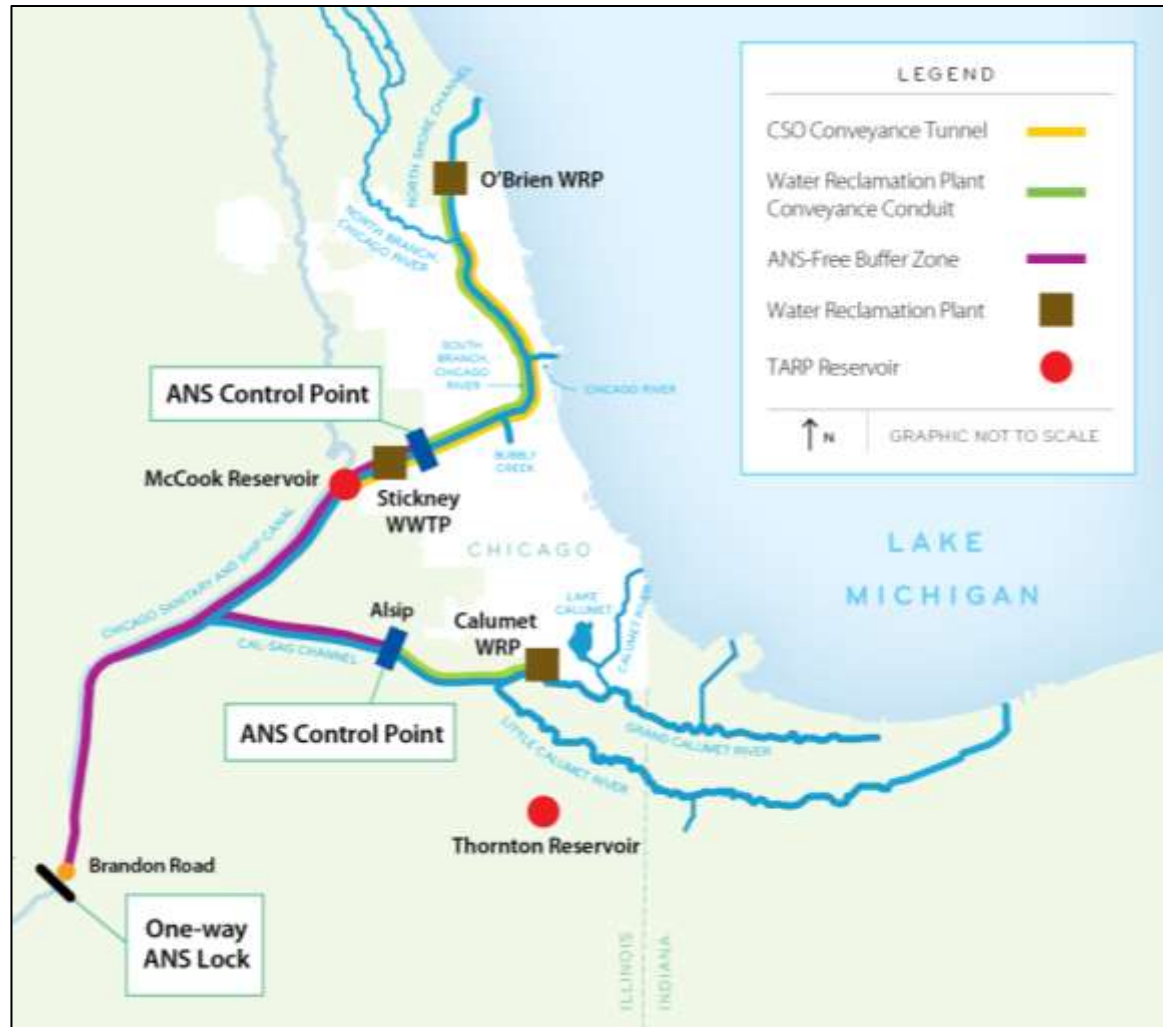 LEGEND
CSO Conveyance Tunnel
Water Reclamation Plant
Conveyance Conduit
ANS-Free Buffer Zone
Water Reclamation Plant
TARP Reservoir
N
GRAPHIC NOT TO SCALE
NORTH SHORE CHANNEL
O'Brien WRP
NORTH BRANCH,
CHICAGO RIVER
SOUTH
BRANCH,
CHICAGO
RIVER
CHICAGO RIVER
ANS Control Point
BUBBLY
CREEK
McCook Reservoir
Stickney
WWTP
CHICAGO
LAKE
MICHIGAN
CHICAGO SANITARY AND SHIP CANAL
Alsip
LAKE
CALUMET
Calumet
WRP
CALUMET RIVER
CAL-SAG CHANNEL
ANS Control Point
GRAND CALUMET RIVER
LITTLE CALUMET RIVER
Thornton Reservoir
Brandon Road
One-way
ANS Lock
ILLINOIS
INDIANA